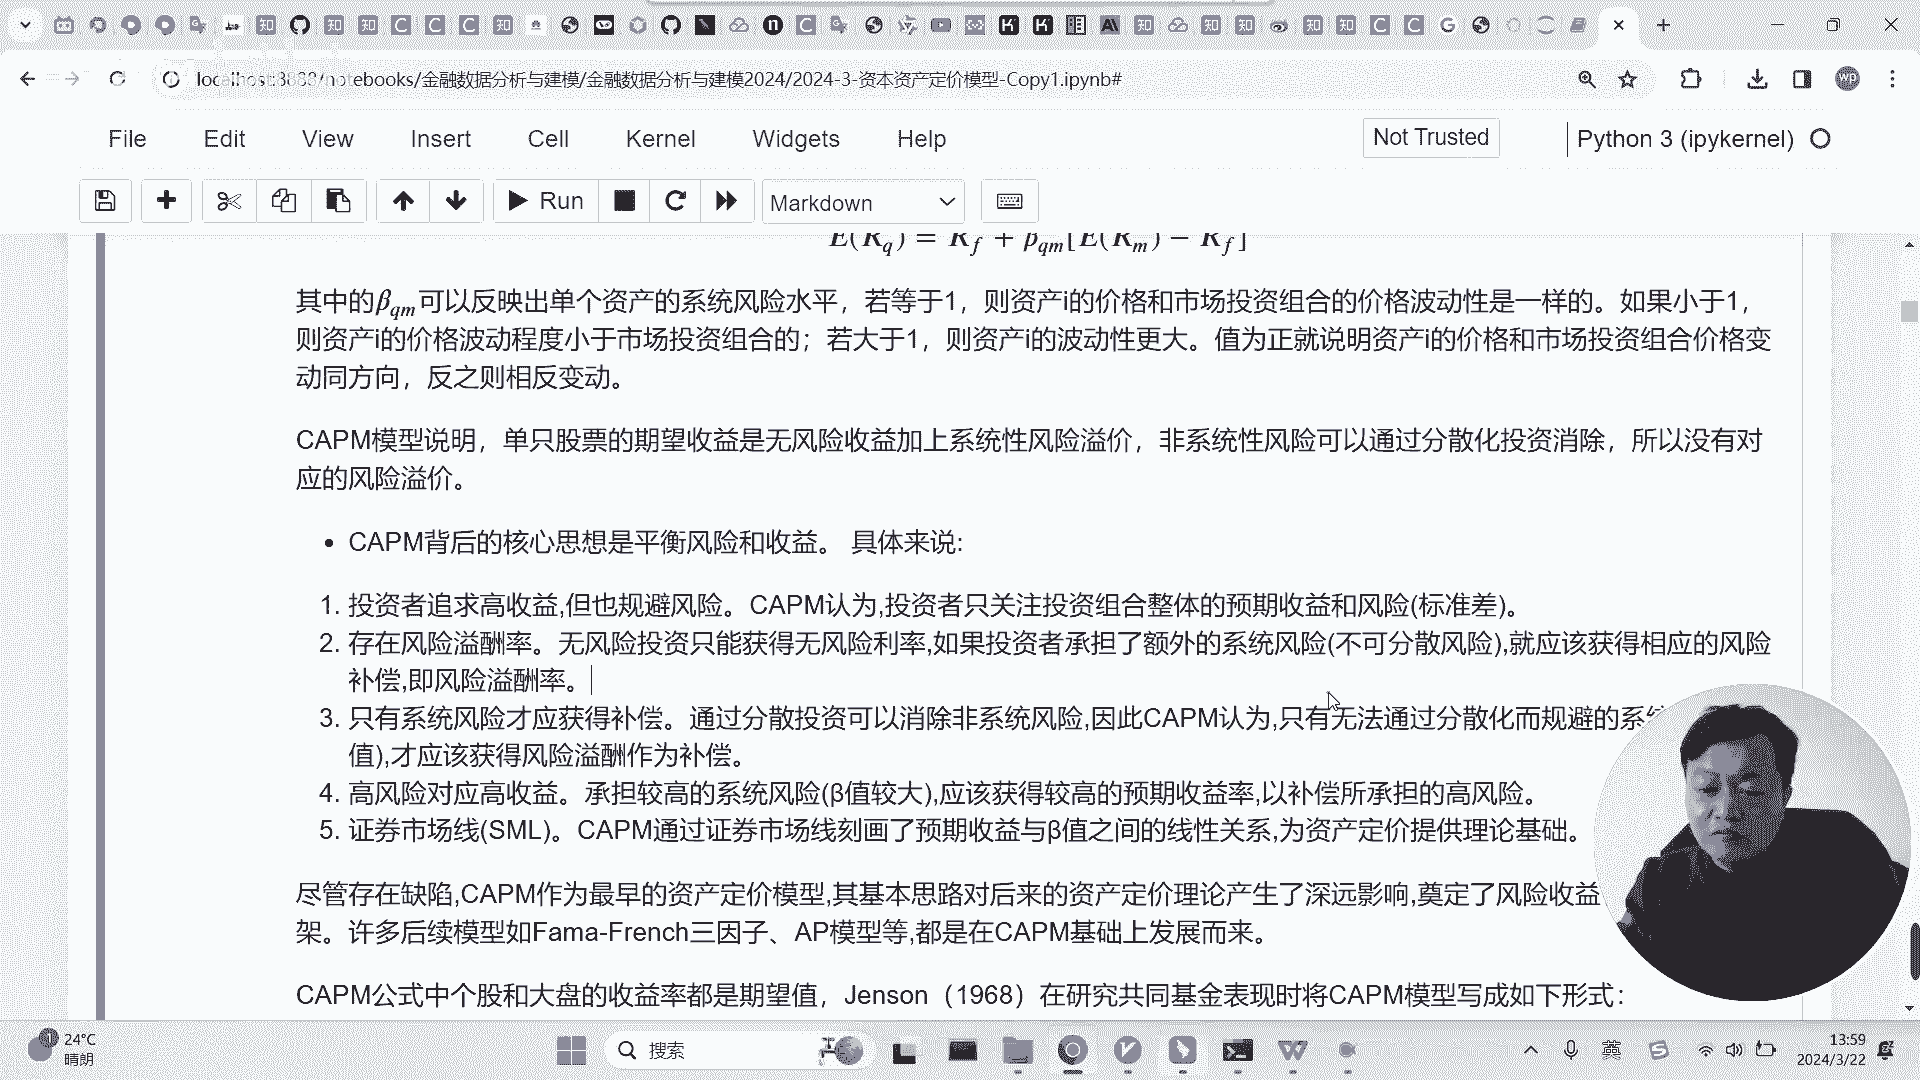 localhost:8888/notebooks/金融数据分析与建模/金融数据分析与建模2024/2024-3-资本资产定价模型-Copy1.ipynb#
wp
File Edit View Insert Cell Kernel Widgets Help
Not Trusted
Python 3 (ipykernel)
Run
Markdown
E(R_q) = R_f + β_qm[E(R_m) − R_f]
其中的β_qm可以反映出单个资产的系统风险水平，若等于1，则资产i的价格和市场投资组合的价格波动性是一样的。如果小于1，
则资产i的价格波动程度小于市场投资组合的；若大于1，则资产i的波动性更大。值为正就说明资产i的价格和市场投资组合价格变
动同方向，反之则相反变动。
CAPM模型说明，单只股票的期望收益是无风险收益加上系统性风险溢价，非系统性风险可以通过分散化投资消除，所以没有对
应的风险溢价。
• CAPM背后的核心思想是平衡风险和收益。 具体来说:
1. 投资者追求高收益,但也规避风险。CAPM认为,投资者只关注投资组合整体的预期收益和风险(标准差)。
2. 存在风险溢酬率。无风险投资只能获得无风险利率,如果投资者承担了额外的系统风险(不可分散风险),就应该获得相应的风险
补偿,即风险溢酬率。
3. 只有系统风险才应获得补偿。通过分散投资可以消除非系统风险,因此CAPM认为,只有无法通过分散化而规避的系统
值),才应该获得风险溢酬作为补偿。
4. 高风险对应高收益。承担较高的系统风险(β值较大),应该获得较高的预期收益率,以补偿所承担的高风险。
5. 证券市场线(SML)。CAPM通过证券市场线刻画了预期收益与β值之间的线性关系,为资产定价提供理论基础。
尽管存在缺陷,CAPM作为最早的资产定价模型,其基本思路对后来的资产定价理论产生了深远影响,奠定了风险收益
架。许多后续模型如Fama-French三因子、AP模型等,都是在CAPM基础上发展而来。
CAPM公式中个股和大盘的收益率都是期望值，Jenson（1968）在研究共同基金表现时将CAPM模型写成如下形式：
24°C
晴朗
搜索
英
13:59
2024/3/22